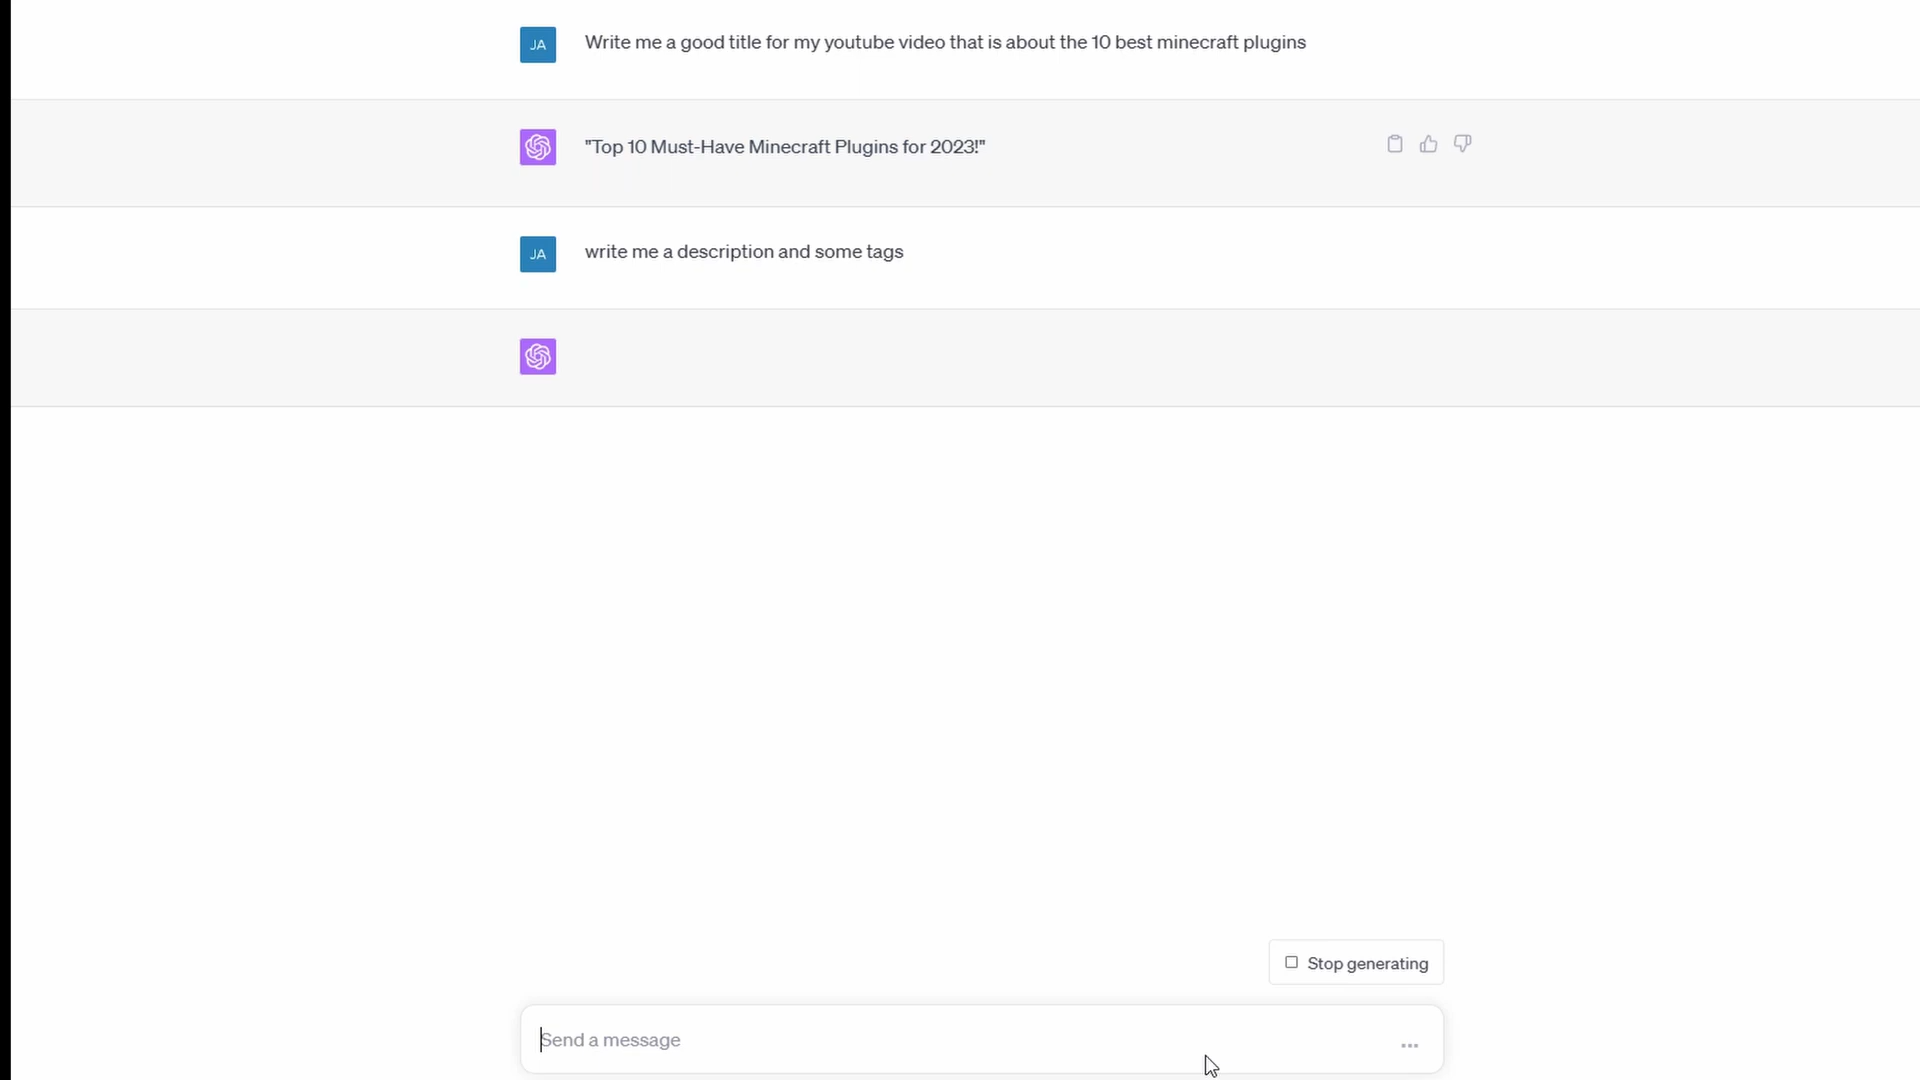 JA
Write me a good title for my youtube video that is about the 10 best minecraft plugins
"Top 10 Must-Have Minecraft Plugins for 2023!"
JA
write me a description and some tags
Stop generating
Send a message